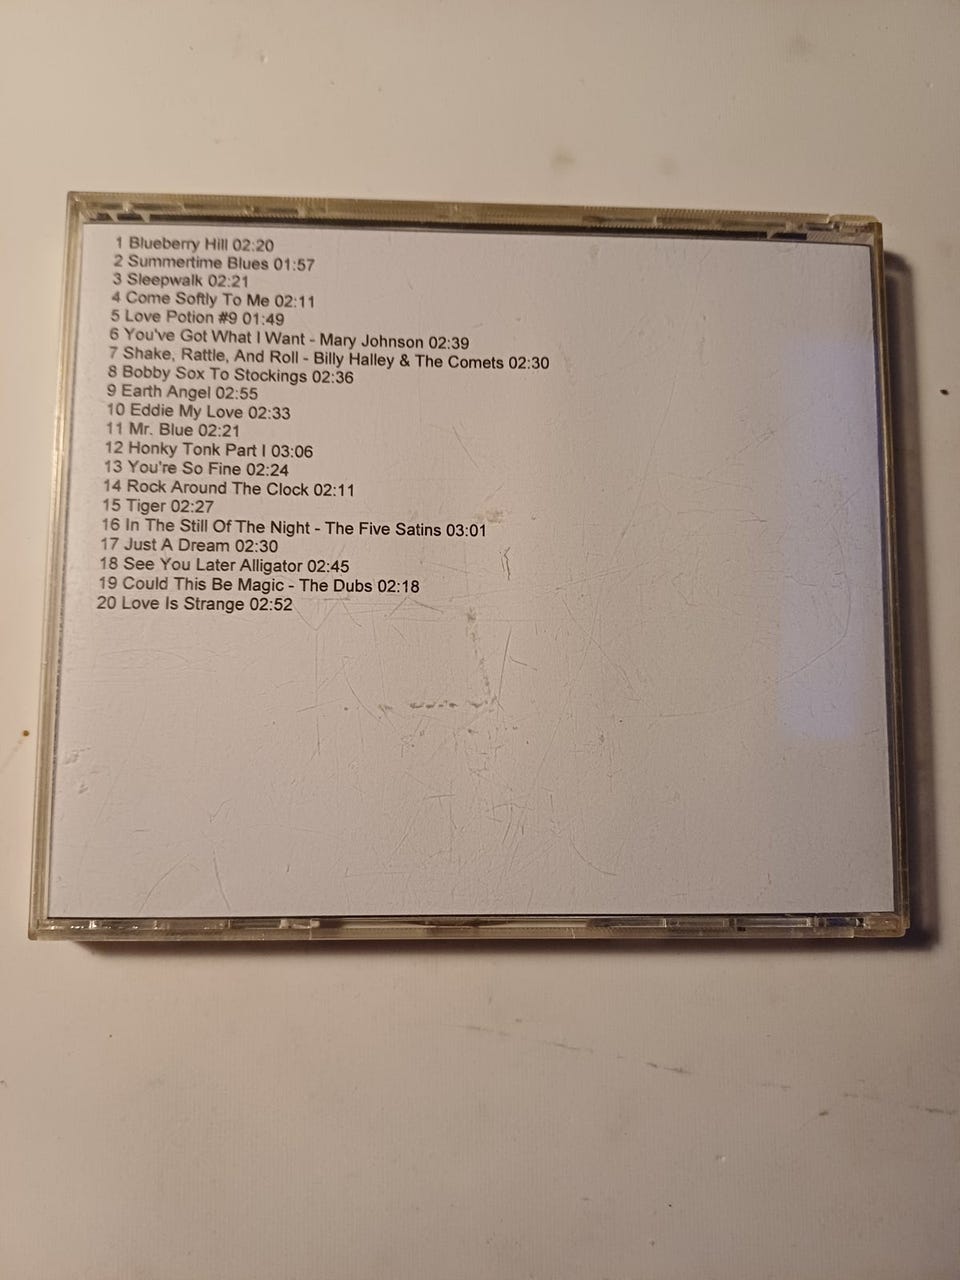 1 Blueberry Hill 02:20
2 Summertime Blues 01:57
3 Sleepwalk 02:21
4 Come Softly To Me 02:11
5 Love Potion #9 01:49
6 You've Got What I Want - Mary Johnson 02:39
7 Shake, Rattle, And Roll - Billy Halley & The Comets 02:30
8 Bobby Sox To Stockings 02:36
9 Earth Angel 02:55
10 Eddie My Love 02:33
11 Mr. Blue 02:21
12 Honky Tonk Part I 03:06
13 You're So Fine 02:24
14 Rock Around The Clock 02:11
15 Tiger 02:27
16 In The Still Of The Night - The Five Satins 03:01
17 Just A Dream 02:30
18 See You Later Alligator 02:45
19 Could This Be Magic - The Dubs 02:18
20 Love Is Strange 02:52